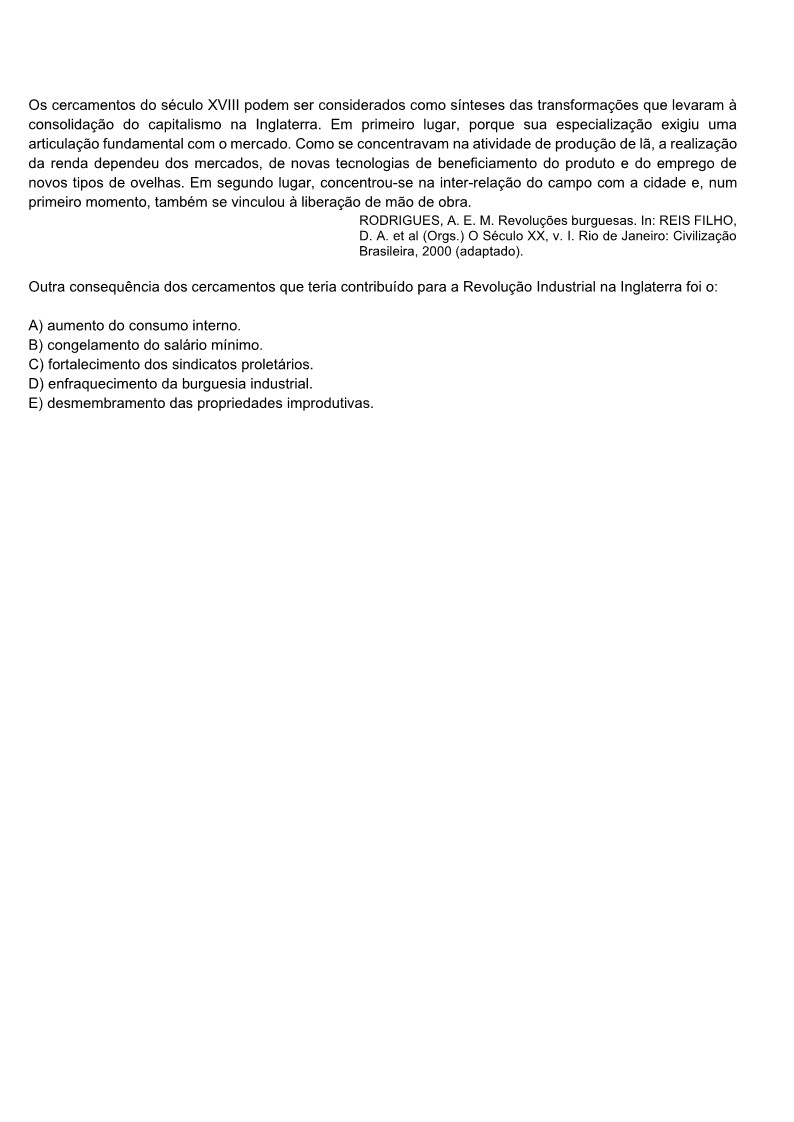 Os cercamentos do século XVIII podem ser considerados como sínteses das transformações que levaram à
consolidação do capitalismo na Inglaterra. Em primeiro lugar, porque sua especialização exigiu uma
articulação fundamental com o mercado. Como se concentravam na atividade de produção de lã, a realização
da renda dependeu dos mercados, de novas tecnologias de beneficiamento do produto e do emprego de
novos tipos de ovelhas. Em segundo lugar, concentrou-se na inter-relação do campo com a cidade e, num
primeiro momento, também se vinculou à liberação de mão de obra.
RODRIGUES, A. E. M. Revoluções burguesas. In: REIS FILHO,
D. A. et al (Orgs.) O Século XX, v. I. Rio de Janeiro: Civilização
Brasileira, 2000 (adaptado).
Outra consequência dos cercamentos que teria contribuído para a Revolução Industrial na Inglaterra foi o:
A) aumento do consumo interno.
B) congelamento do salário mínimo.
C) fortalecimento dos sindicatos proletários.
D) enfraquecimento da burguesia industrial.
E) desmembramento das propriedades improdutivas.